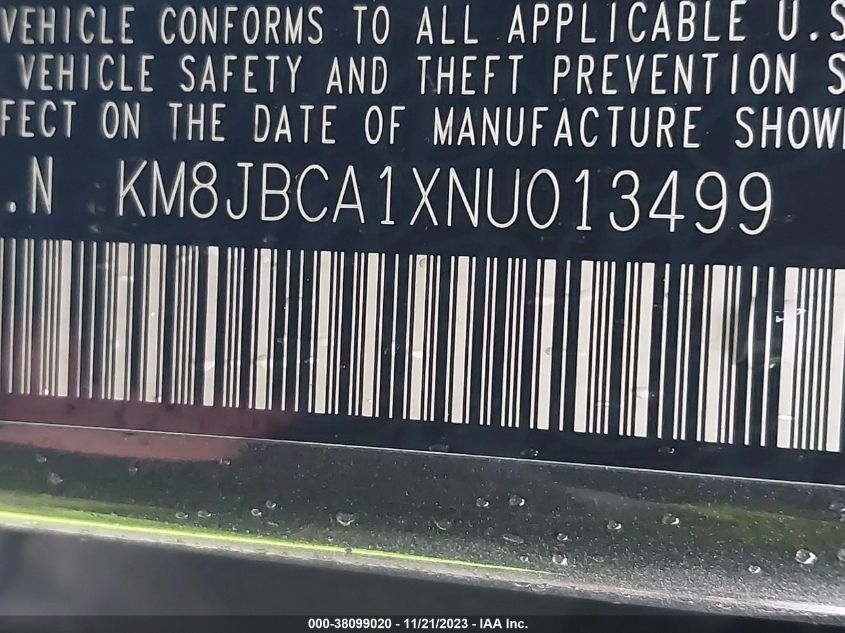 VEHICLE CONFORMS TO ALL APPLICABLE U.S
VEHICLE SAFETY AND THEFT PREVENTION S
FECT ON THE DATE OF MANUFACTURE SHOW
.N KM8JBCA1XNU013499
000-38099020 - 11/21/2023 - IAA Inc.